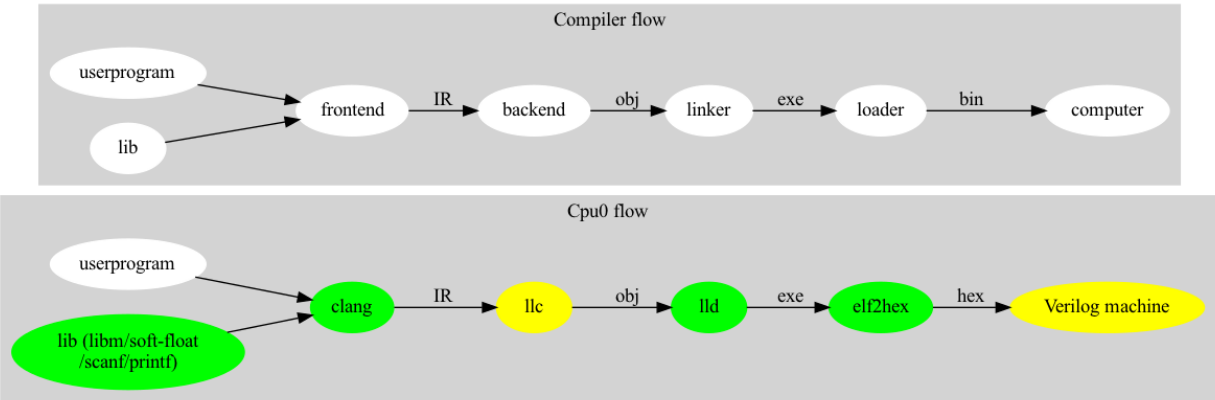 Compiler flow
userprogram
lib
frontend
IR
backend
obj
linker
exe
loader
bin
computer
Cpu0 flow
userprogram
lib (libm/soft-float
/scanf/printf)
clang
IR
llc
obj
lld
exe
elf2hex
hex
Verilog machine